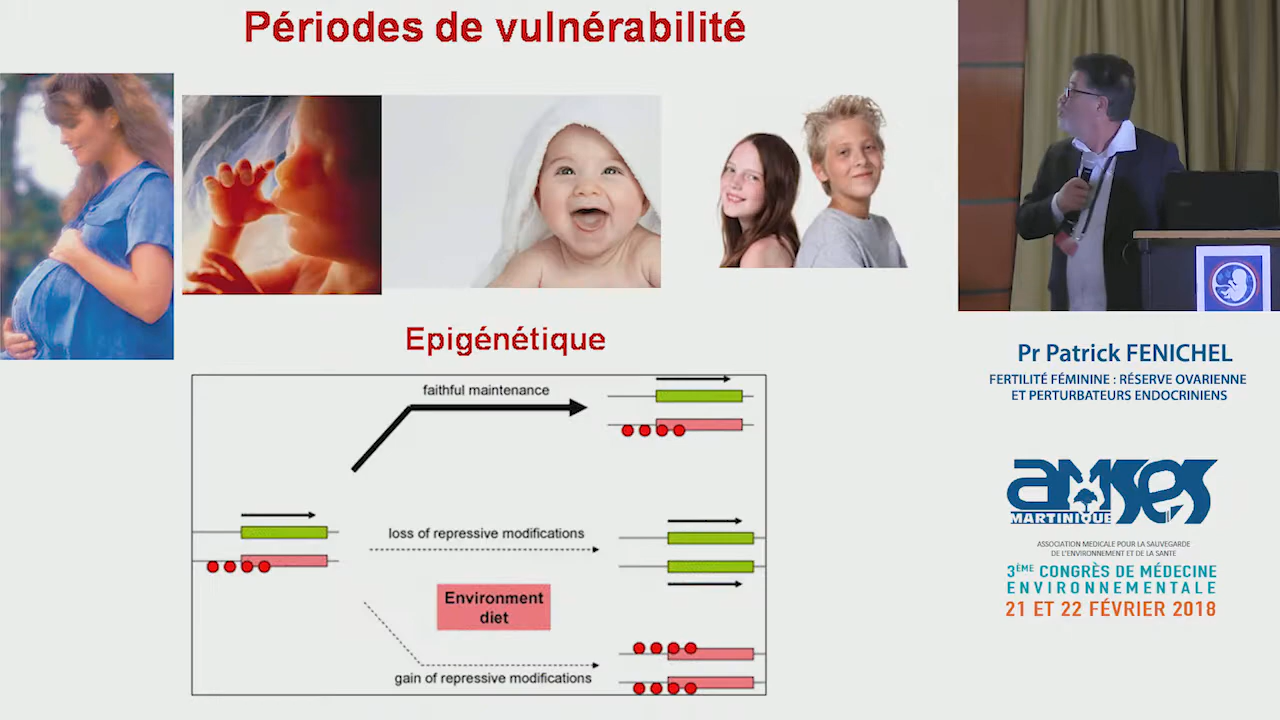 Périodes de vulnérabilité
Epigénétique
faithful maintenance
loss of repressive modifications
Environment
diet
gain of repressive modifications
Pr Patrick FENICHEL
FERTILITÉ FÉMININE : RÉSERVE OVARIENNE
ET PERTURBATEURS ENDOCRINIENS
AMSES
MARTINIQUE
ASSOCIATION MEDICALE POUR LA SAUVEGARDE
DE L'ENVIRONNEMENT ET DE LA SANTE
3ÈME CONGRÈS DE MÉDECINE
ENVIRONNEMENTALE
21 ET 22 FÉVRIER 2018